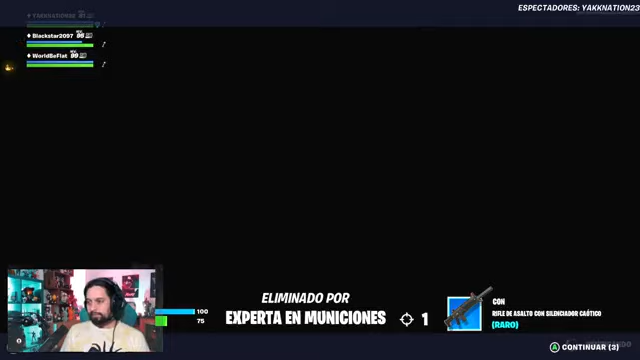 ESPECTADORES: YAKKNATION23
Blackstar2097
WorldBeFlat 99
100
75
ELIMINADO POR
EXPERTA EN MUNICIONES
1
CON
RIFLE DE ASALTO CON SILENCIADOR CAÓTICO
(RARO)
CONTINUAR (3)